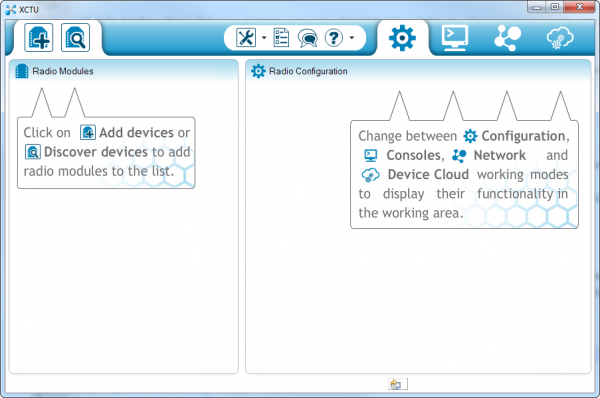 XCTU
Radio Modules
Radio Configuration
Click on Add devices or
Discover devices to add
radio modules to the list.
Change between Configuration,
Consoles, Network and
Device Cloud working modes
to display their functionality in
the working area.